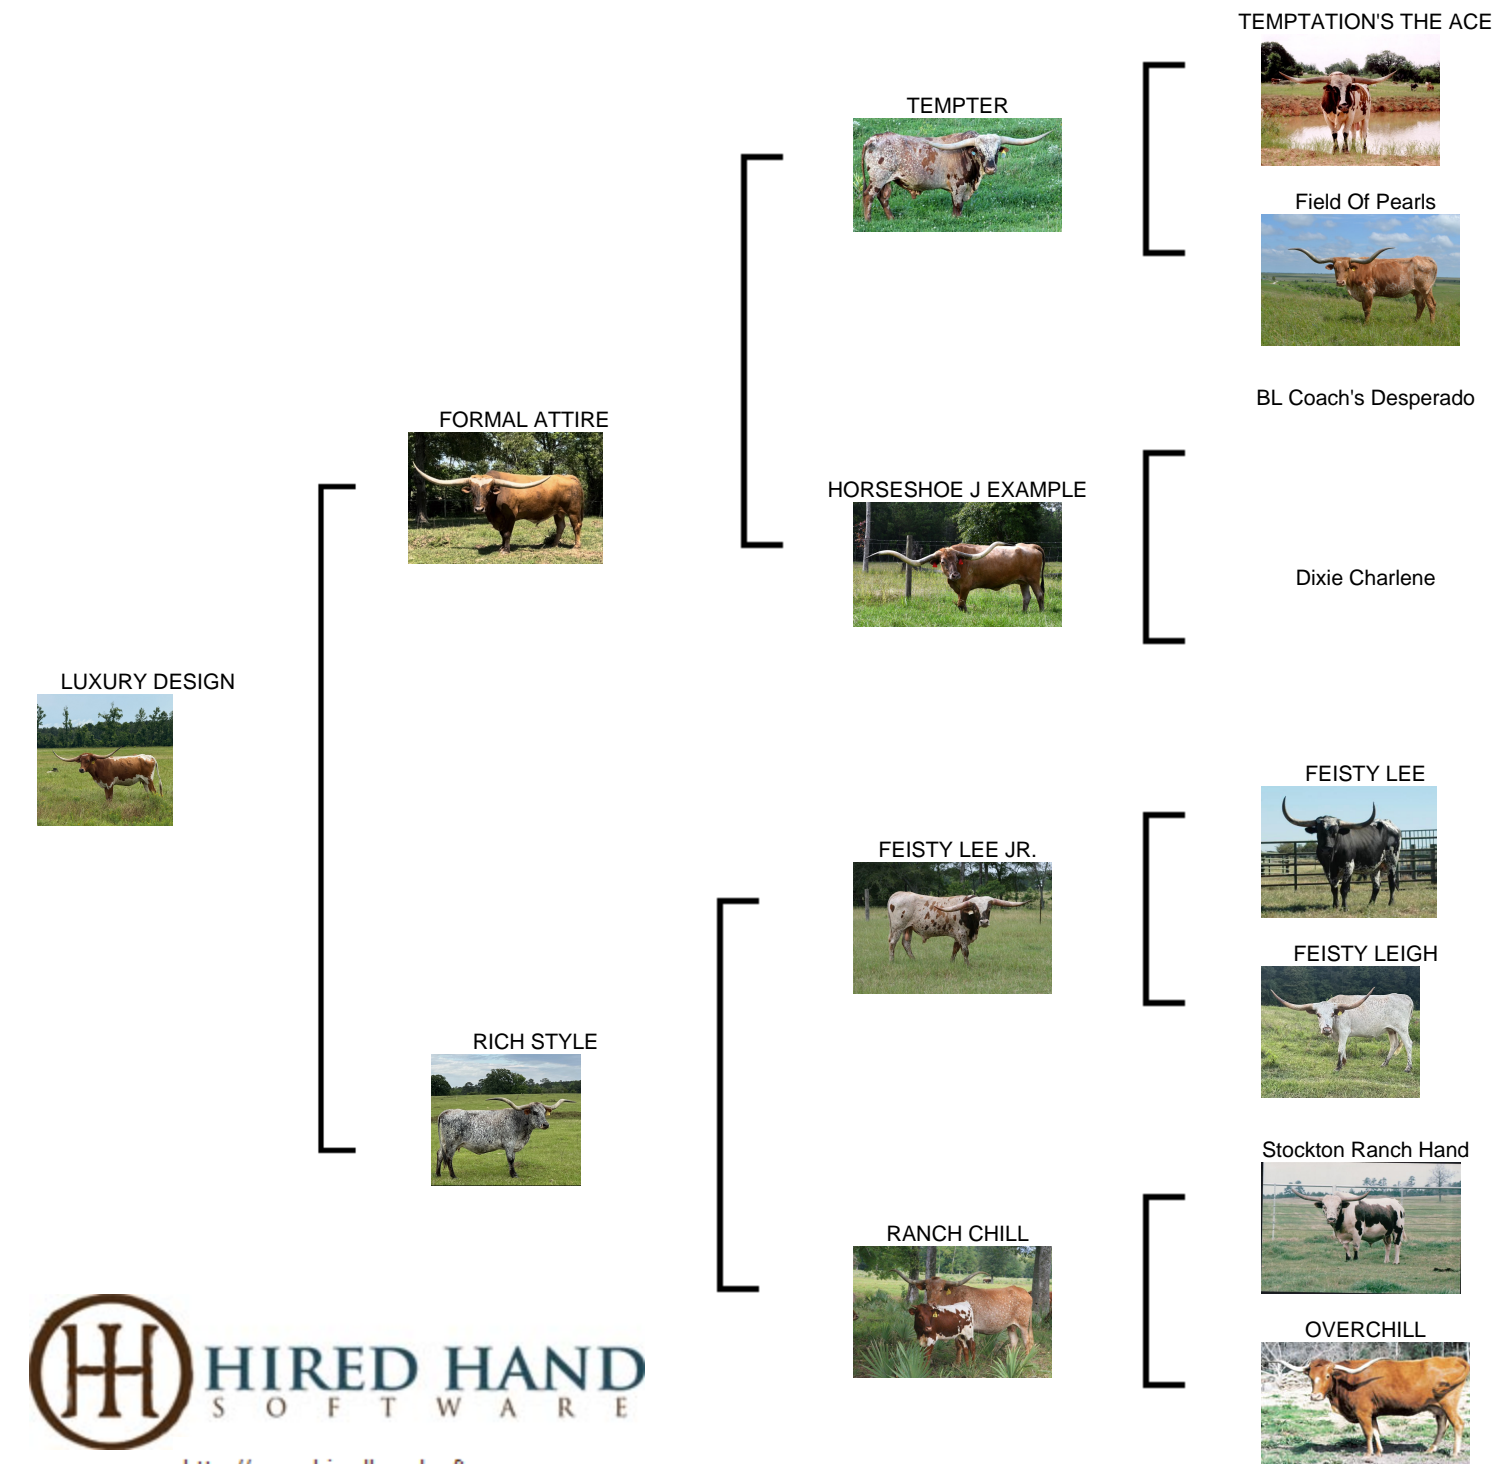 TEMPTATION'S THE ACE
TEMPTER
Field Of Pearls
BL Coach's Desperado
FORMAL ATTIRE
HORSESHOE J EXAMPLE
Dixie Charlene
LUXURY DESIGN
FEISTY LEE
FEISTY LEE JR.
FEISTY LEIGH
RICH STYLE
Stockton Ranch Hand
RANCH CHILL
OVERCHILL
HIRED HAND
SOFTWARE